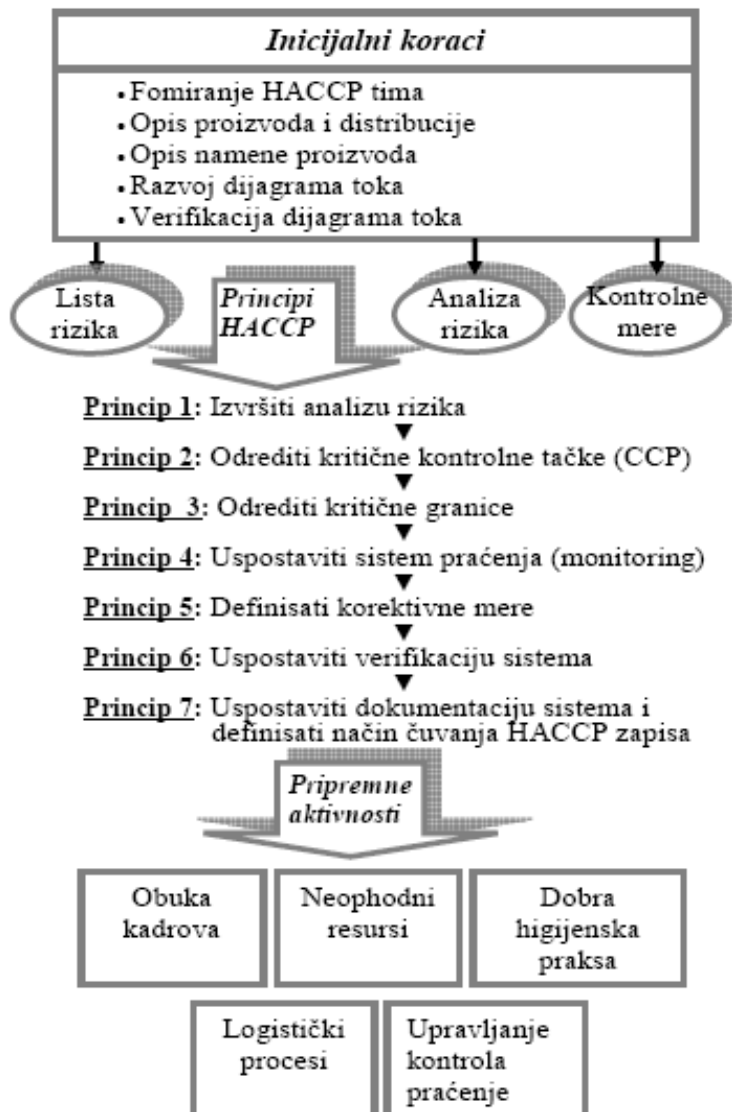 Inicijalni koraci
• Fomiranje HACCP tima
• Opis proizvoda i distribucije
• Opis namene proizvoda
• Razvoj dijagrama toka
• Verifikacija dijagrama toka
Lista
rizika
Principi
HACCP
Analiza
rizika
Kontrolne
mere
Princip 1: Izvršiti analizu rizika
Princip 2: Odrediti kritične kontrolne tačke (CCP)
Princip 3: Odrediti kritične granice
Princip 4: Uspostaviti sistem praćenja (monitoring)
Princip 5: Definisati korektivne mere
Princip 6: Uspostaviti verifikaciju sistema
Princip 7: Uspostaviti dokumentaciju sistema i
definisati način čuvanja HACCP zapisa
Pripremne
aktivnosti
Obuka
kadrova
Neophodni
resursi
Dobra
higijenska
praksa
Logistički
procesi
Upravljanje
kontrola
praćenje